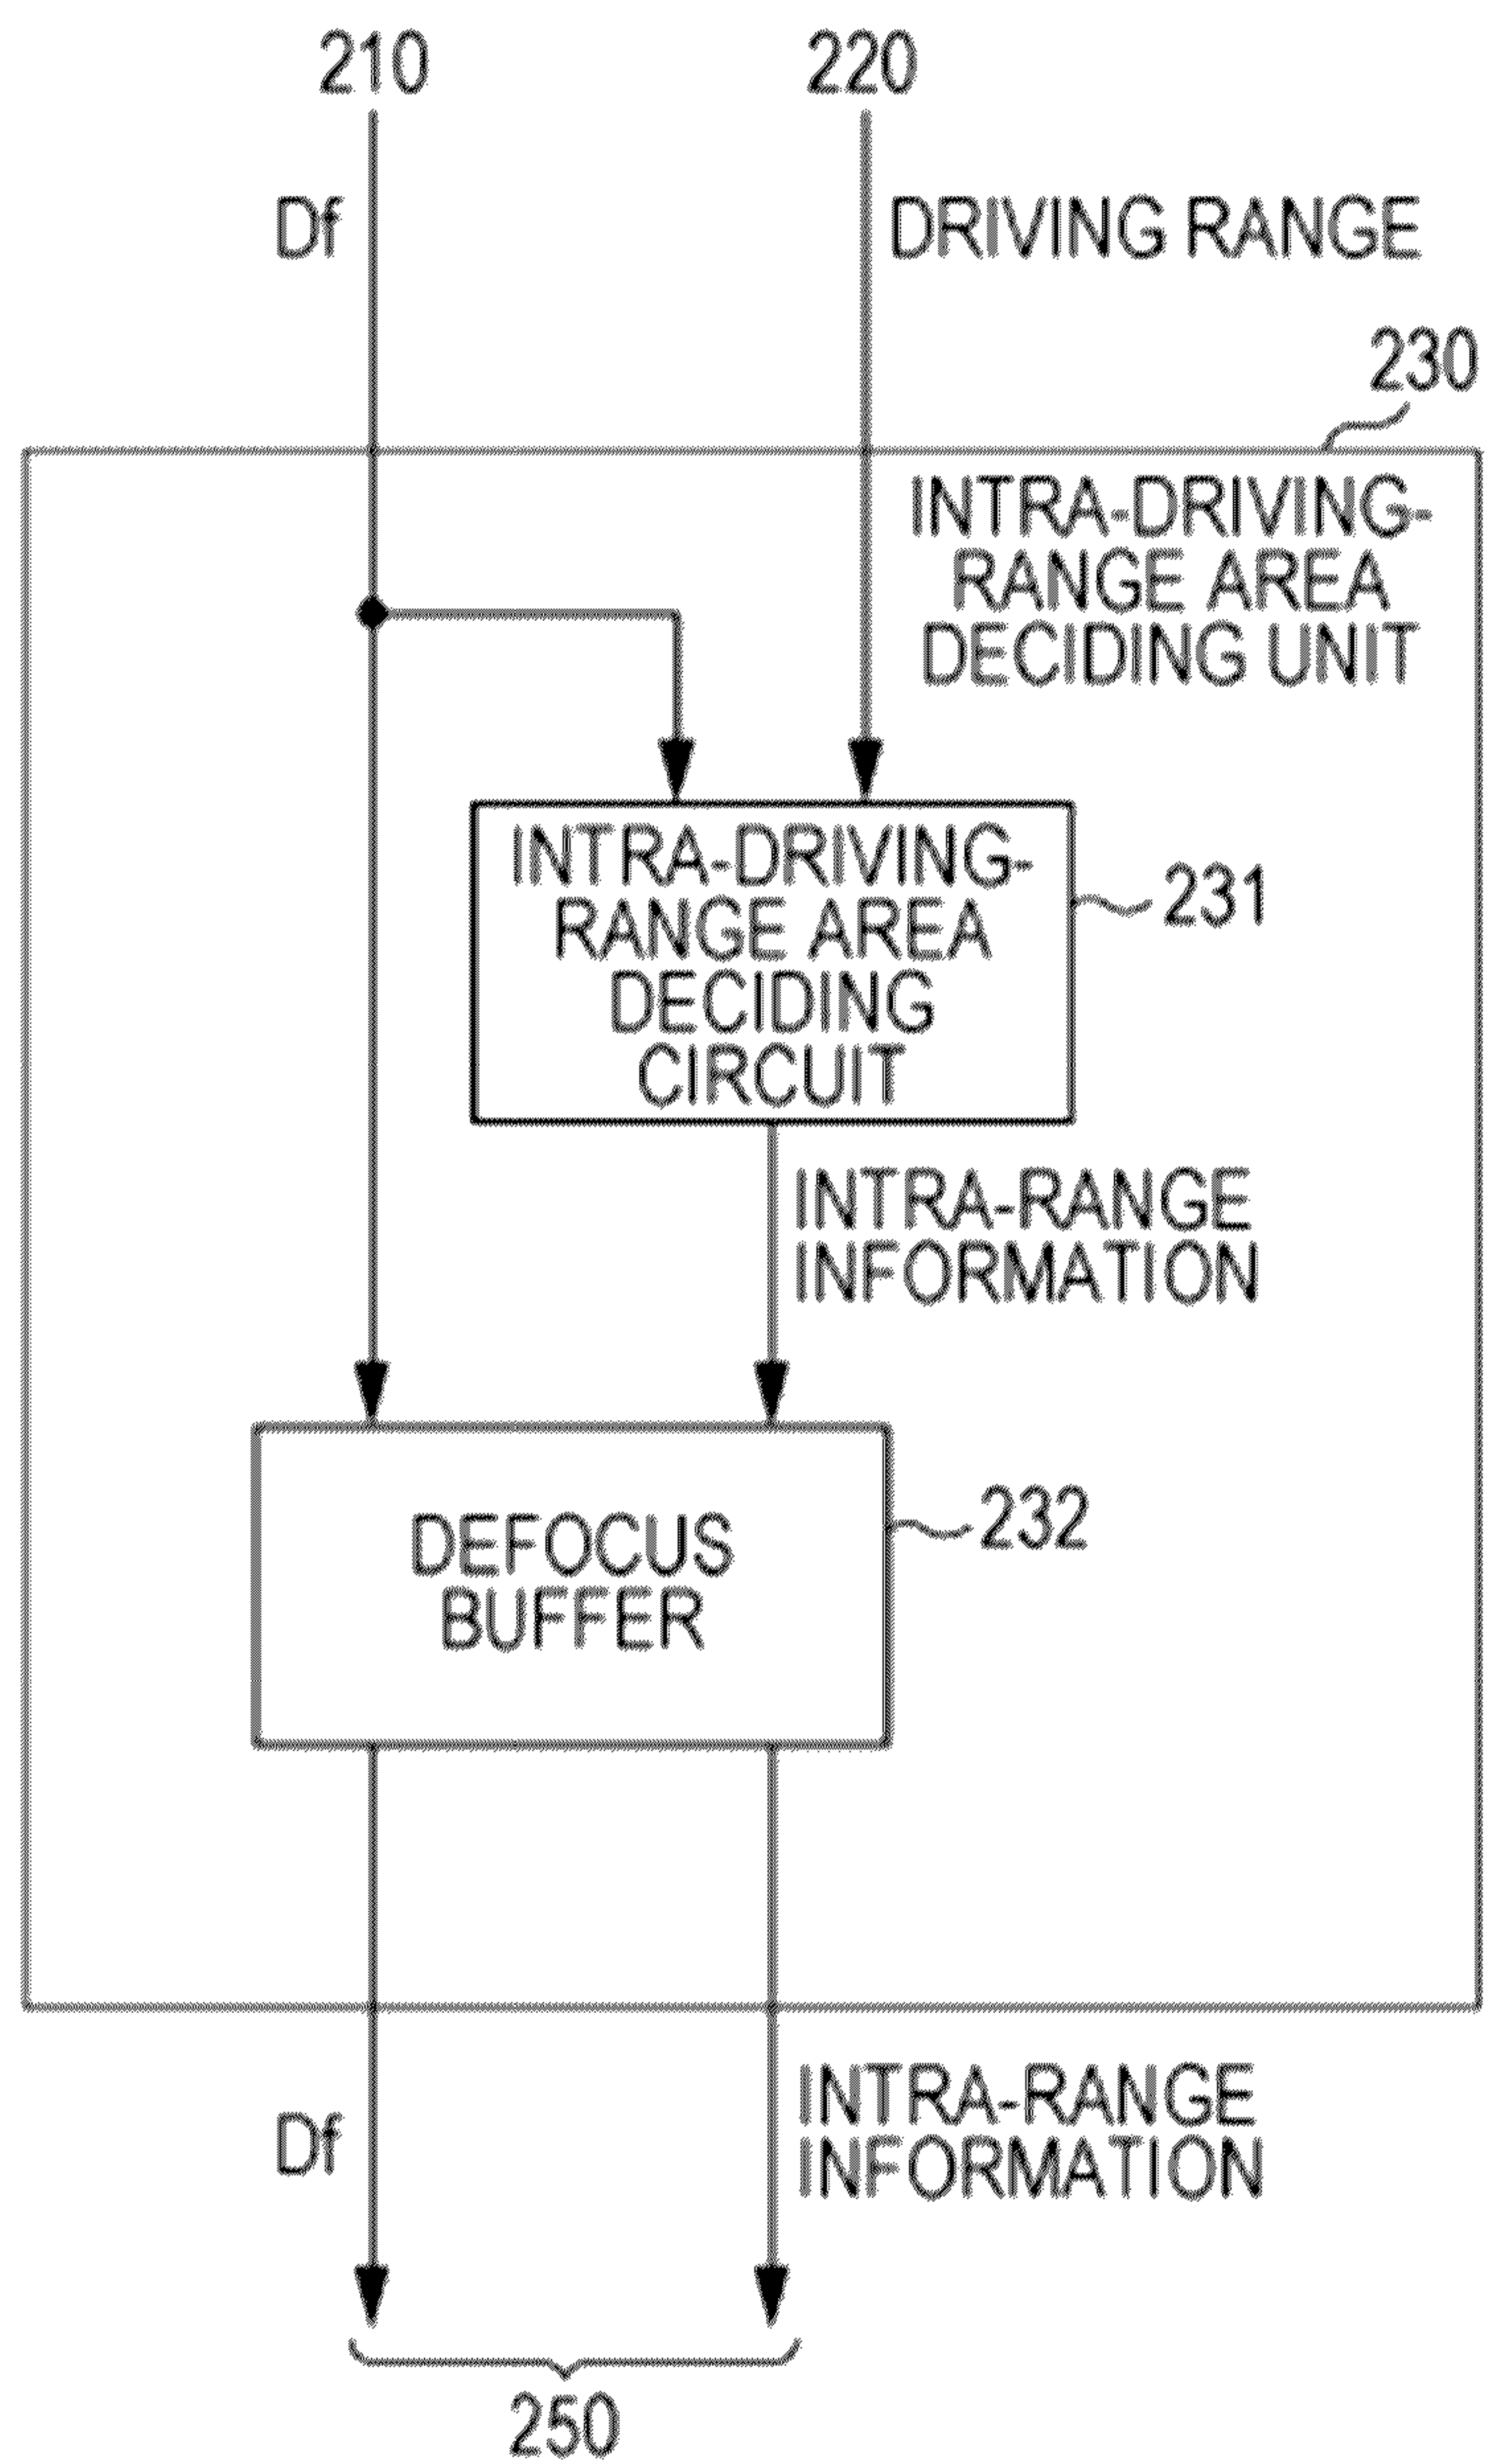 210
220
Df
DRIVING RANGE
230
INTRA-DRIVING-
RANGE AREA
DECIDING UNIT
INTRA-DRIVING-
RANGE AREA
DECIDING
CIRCUIT
231
INTRA-RANGE
INFORMATION
DEFOCUS
BUFFER
232
Df
INTRA-RANGE
INFORMATION
250